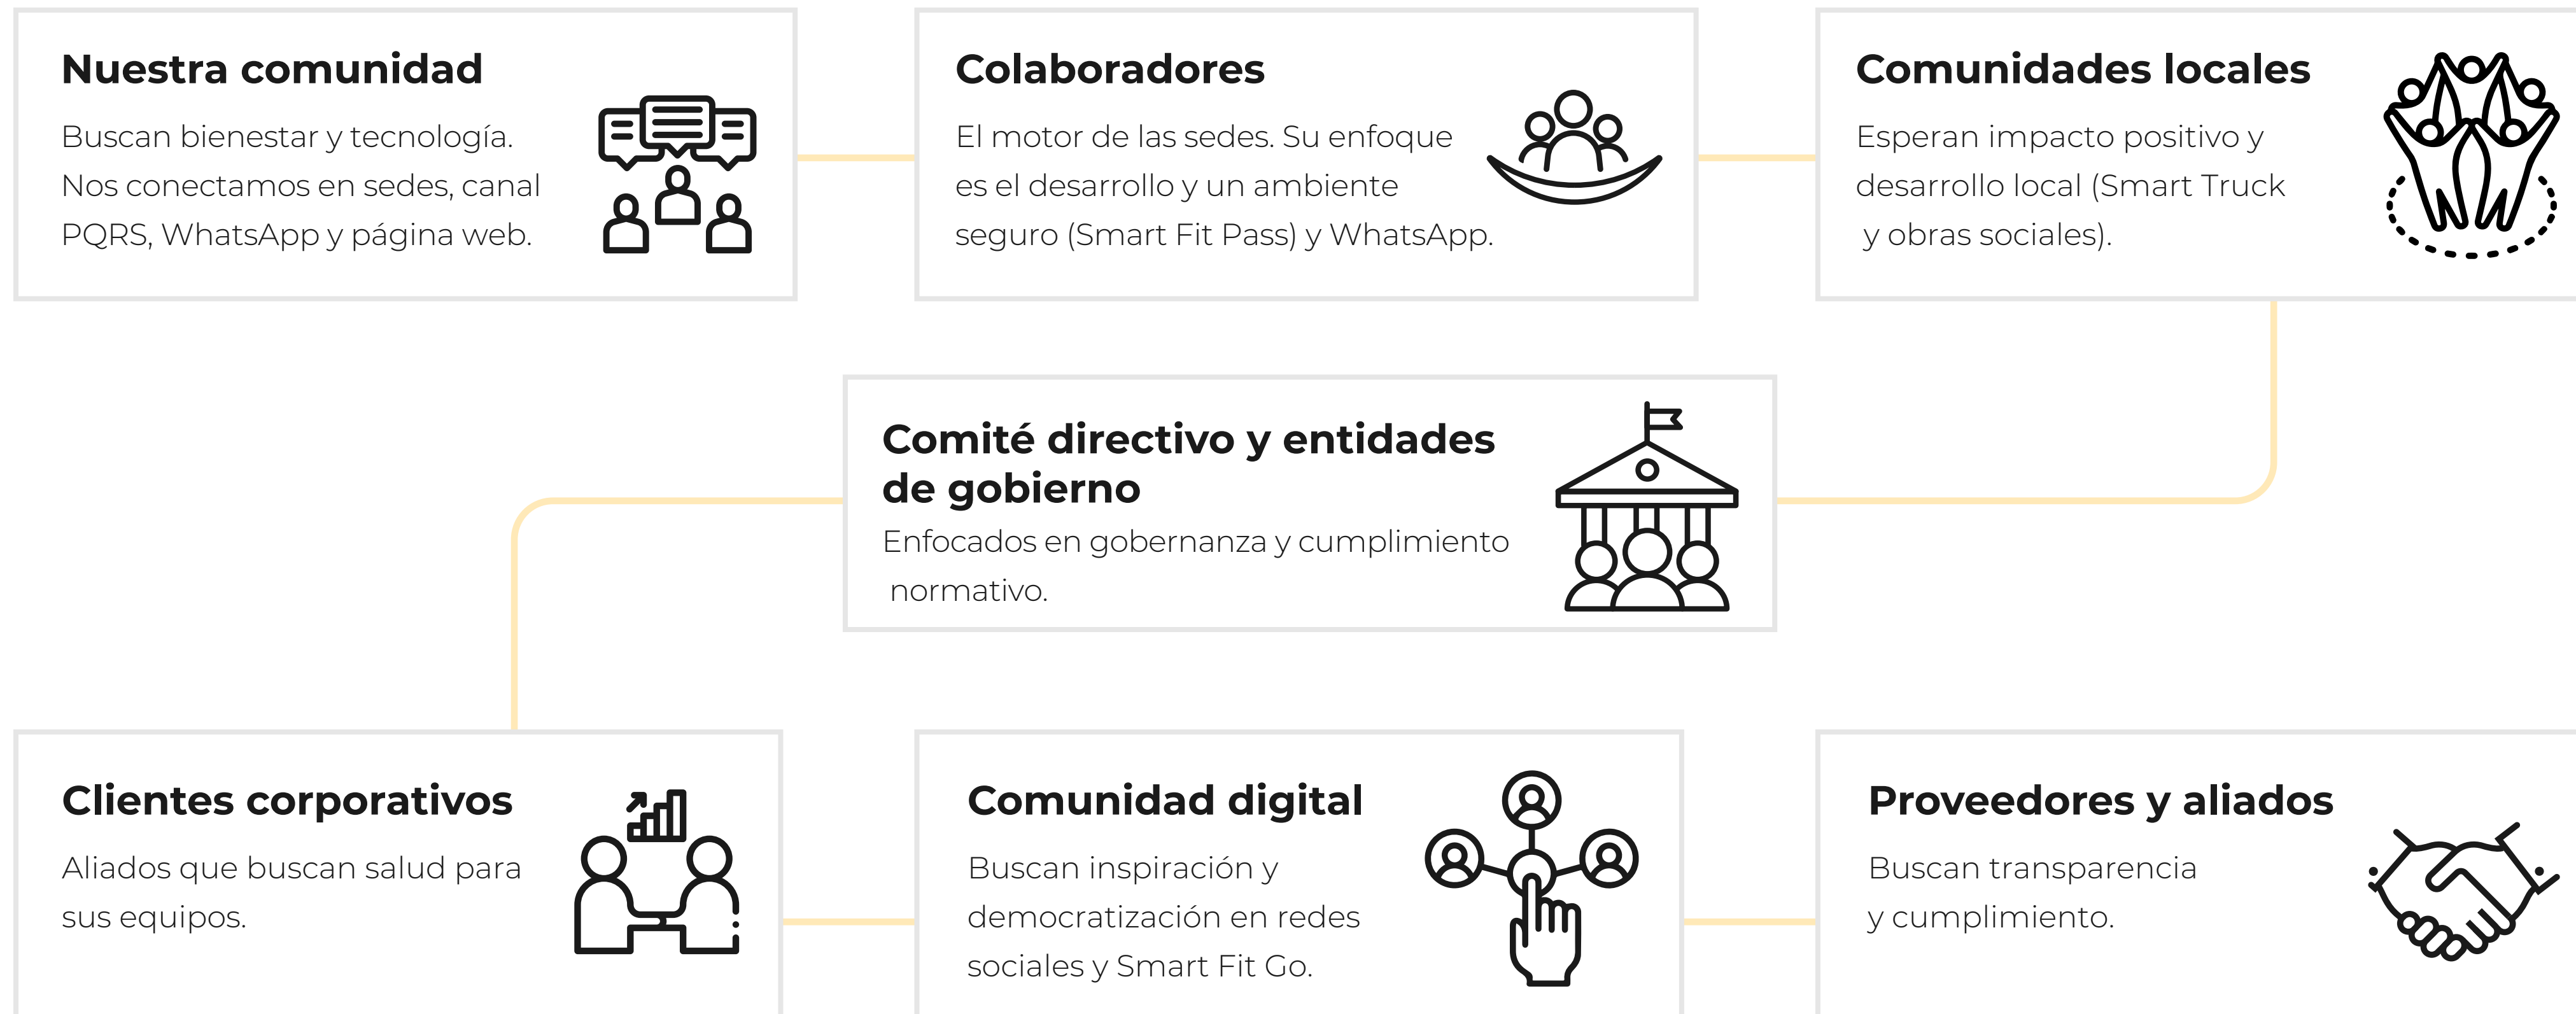 Nuestra comunidad
Buscan bienestar y tecnología.
Nos conectamos en sedes, canal
PQRS, WhatsApp y página web.
Colaboradores
El motor de las sedes. Su enfoque
es el desarrollo y un ambiente
seguro (Smart Fit Pass) y WhatsApp.
Comunidades locales
Esperan impacto positivo y
desarrollo local (Smart Truck
y obras sociales).
Comité directivo y entidades
de gobierno
Enfocados en gobernanza y cumplimiento
normativo.
Clientes corporativos
Aliados que buscan salud para
sus equipos.
Comunidad digital
Buscan inspiración y
democratización en redes
sociales y Smart Fit Go.
Proveedores y aliados
Buscan transparencia
y cumplimiento.